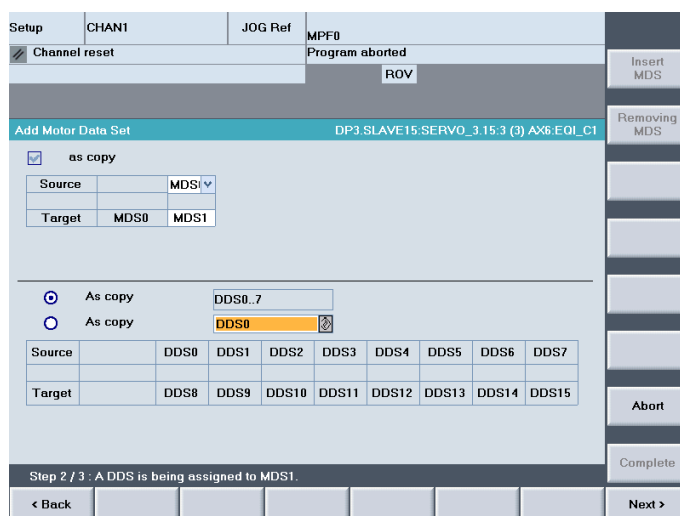 Setup CHAN1 JOG Ref MPF0
Channel reset Program aborted
ROV
Insert MDS
Removing MDS
Add Motor Data Set DP3.SLAVE15:SERVO_3.15:3 (3) AX6:EQI_C1
as copy
Source MDS
Target MDS0 MDS1
As copy DDS0..7
As copy DDS0
Source DDS0 DDS1 DDS2 DDS3 DDS4 DDS5 DDS6 DDS7
Target DDS8 DDS9 DDS10 DDS11 DDS12 DDS13 DDS14 DDS15
Abort
Complete
Step 2 / 3 : A DDS is being assigned to MDS1.
< Back Next >